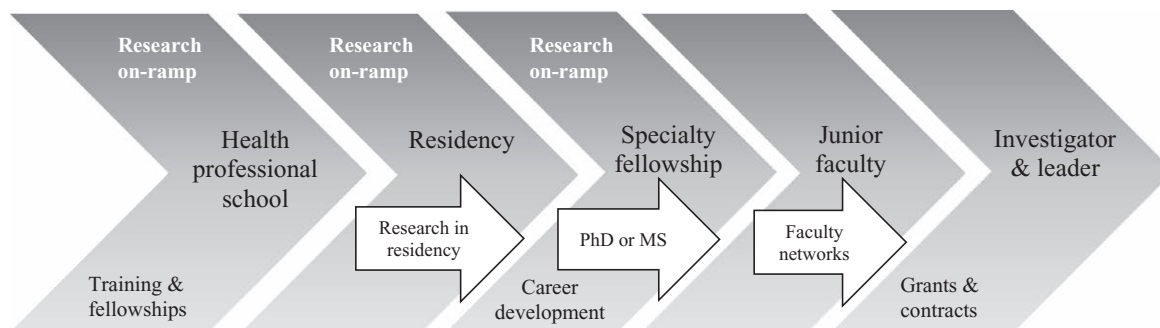 Research
on-ramp
Research
on-ramp
Research
on-ramp
Health
professional
school
Residency
Specialty
fellowship
Junior
faculty
Investigator
& leader
Research in
residency
PhD or MS
Faculty
networks
Training &
fellowships
Career
development
Grants &
contracts